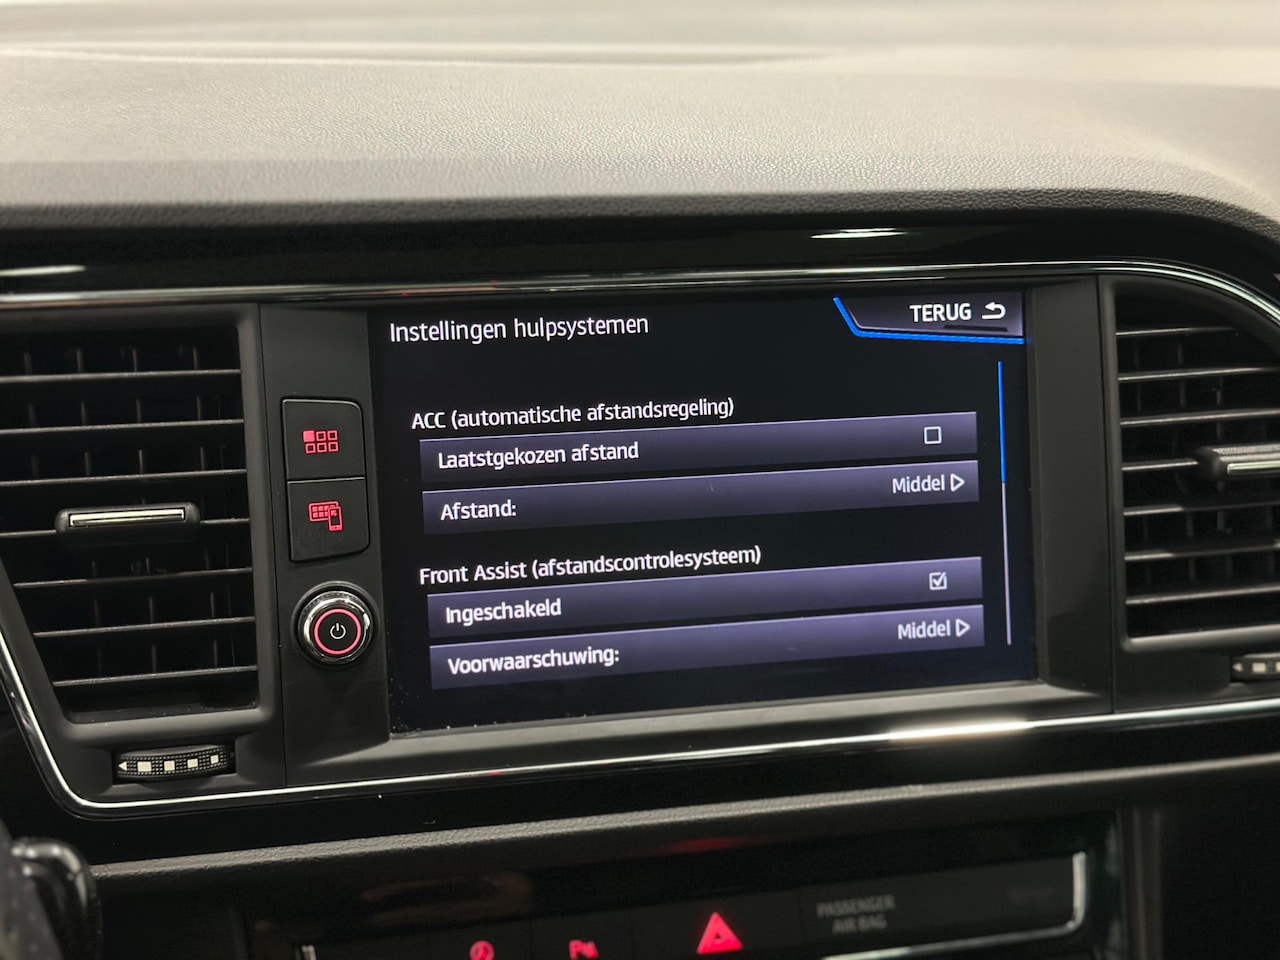 Instellingen hulpsystemen
TERUG
ACC (automatische afstandsregeling)
Laatstgekozen afstand
Afstand: Middel
Front Assist (afstandscontrolesysteem)
Ingeschakeld
Voorwaarschuwing: Middel
PASSENGER
AIR BAG